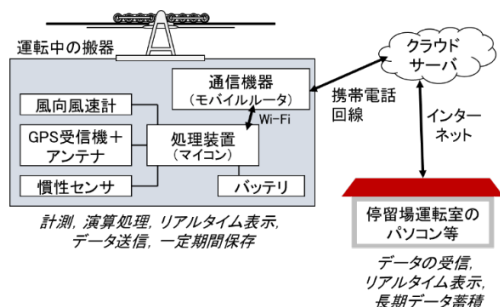 運転中の搬器
通信機器
(モバイルルータ)
風向風速計
GPS受信機＋
アンテナ
慣性センサ
処理装置
(マイコン)
Wi-Fi
バッテリ
計測, 演算処理, リアルタイム表示,
データ送信, 一定期間保存
クラウド
サーバ
携帯電話
回線
インター
ネット
停留場運転室の
パソコン等
データの受信,
リアルタイム表示,
長期データ蓄積